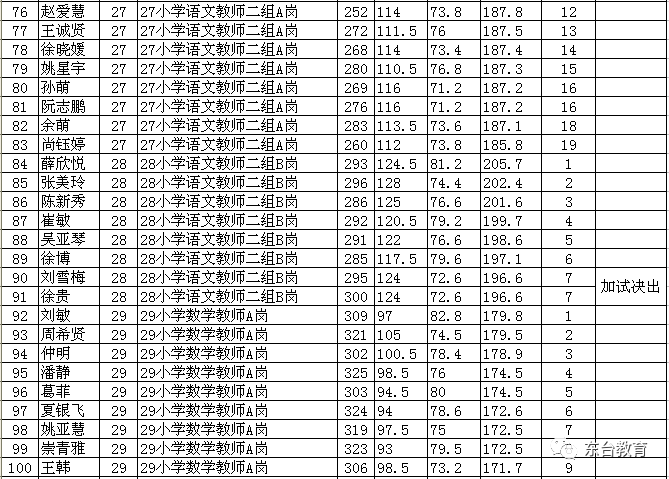 76 赵爱慧 27 27小学语文教师二组A岗 252 114 73.8 187.8 12
77 王诚贤 27 27小学语文教师二组A岗 272 111.5 76 187.5 13
78 徐晓媛 27 27小学语文教师二组A岗 268 114 73.4 187.4 14
79 姚星宇 27 27小学语文教师二组A岗 280 110.5 76.8 187.3 15
80 孙萌 27 27小学语文教师二组A岗 269 116 71.2 187.2 16
81 阮志鹏 27 27小学语文教师二组A岗 276 116 71.2 187.2 16
82 余萌 27 27小学语文教师二组A岗 283 113.5 73.6 187.1 18
83 尚钰婷 27 27小学语文教师二组A岗 260 112 73.8 185.8 19
84 薛欣悦 28 28小学语文教师二组B岗 293 124.5 81.2 205.7 1
85 张美玲 28 28小学语文教师二组B岗 296 128 74.4 202.4 2
86 陈新秀 28 28小学语文教师二组B岗 286 125 76.6 201.6 3
87 崔敏 28 28小学语文教师二组B岗 292 120.5 79.2 199.7 4
88 吴亚琴 28 28小学语文教师二组B岗 291 122 76.6 198.6 5
89 徐博 28 28小学语文教师二组B岗 285 117.5 79.6 197.1 6
90 刘雪梅 28 28小学语文教师二组B岗 295 124 72.6 196.6 7 加试决出
91 徐贵 28 28小学语文教师二组B岗 300 124 72.6 196.6 7
92 刘敏 29 29小学数学教师A岗 309 97 82.8 179.8 1
93 周希贤 29 29小学数学教师A岗 321 105 74.5 179.5 2
94 仲明 29 29小学数学教师A岗 302 100.5 78.4 178.9 3
95 潘静 29 29小学数学教师A岗 325 98.5 76 174.5 4
96 葛菲 29 29小学数学教师A岗 303 94.5 80 174.5 5
97 夏银飞 29 29小学数学教师A岗 324 94 78.6 172.6 6
98 姚亚慧 29 29小学数学教师A岗 319 97.5 75 172.5 7
99 崇青雅 29 29小学数学教师A岗 323 93 79.5 172.5
100 王韩 29 29小学数学教师A岗 306 98.5 73.2 171.7 9
东台教育